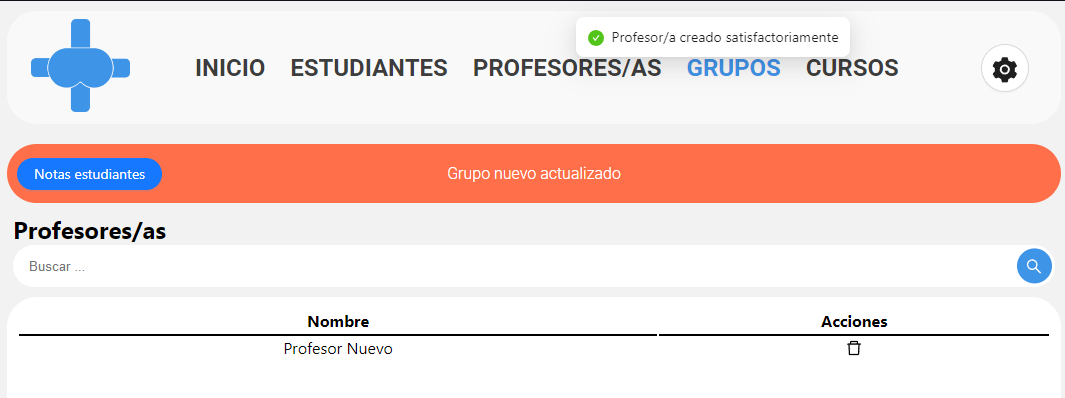 Profesor/a creado satisfactoriamente
INICIO ESTUDIANTES PROFESORES/AS GRUPOS CURSOS
Notas estudiantes Grupo nuevo actualizado
Profesores/as
Buscar ...
Nombre Acciones
Profesor Nuevo